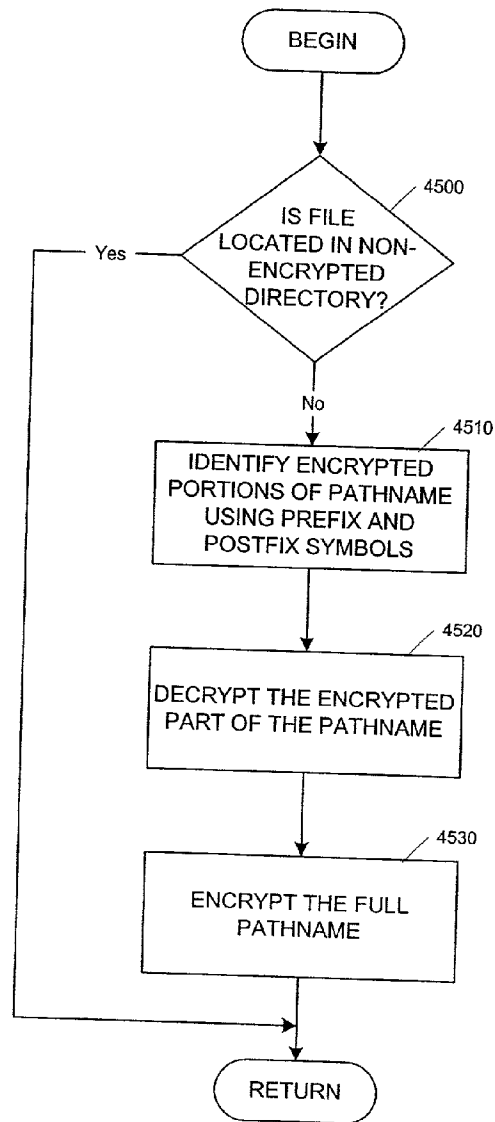 BEGIN
4500
IS FILE
LOCATED IN NON-
ENCRYPTED
DIRECTORY?
Yes
No
4510
IDENTIFY ENCRYPTED
PORTIONS OF PATHNAME
USING PREFIX AND
POSTFIX SYMBOLS
4520
DECRYPT THE ENCRYPTED
PART OF THE PATHNAME
4530
ENCRYPT THE FULL
PATHNAME
RETURN